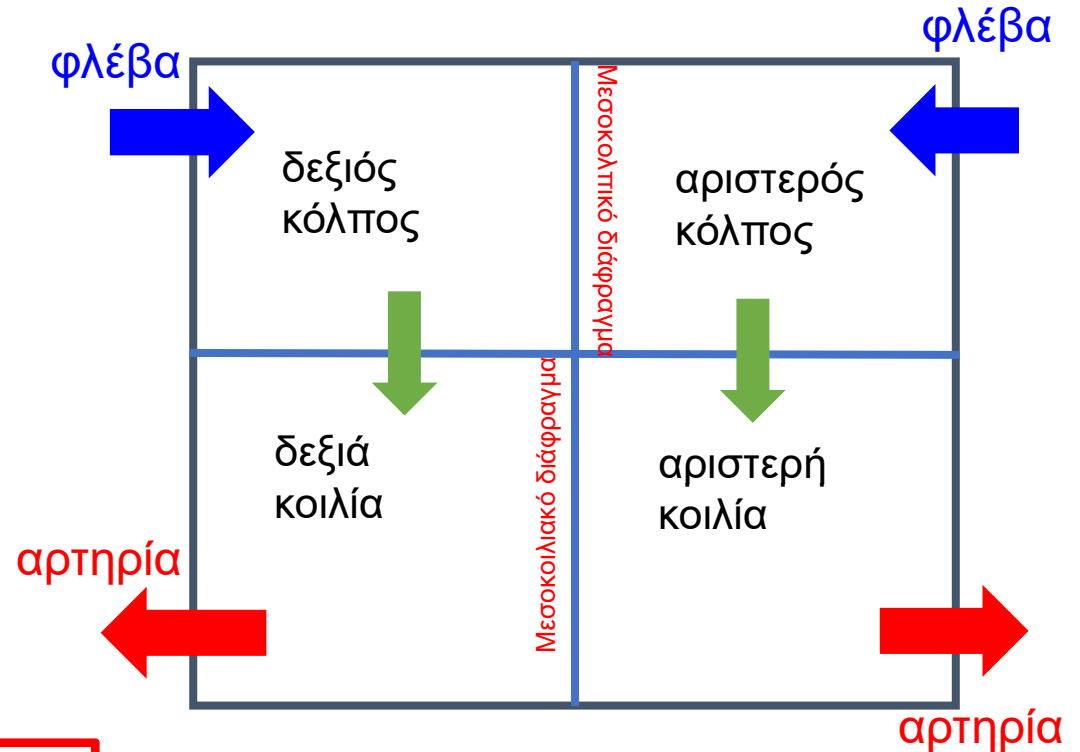 φλέβα
φλέβα
δεξιός
κόλπος
Μεσοκολπικό διάφραγμα
αριστερός
κόλπος
δεξιά
κοιλία
Μεσοκοιλιακό διάφραγμα
αριστερή
κοιλία
αρτηρία
αρτηρία